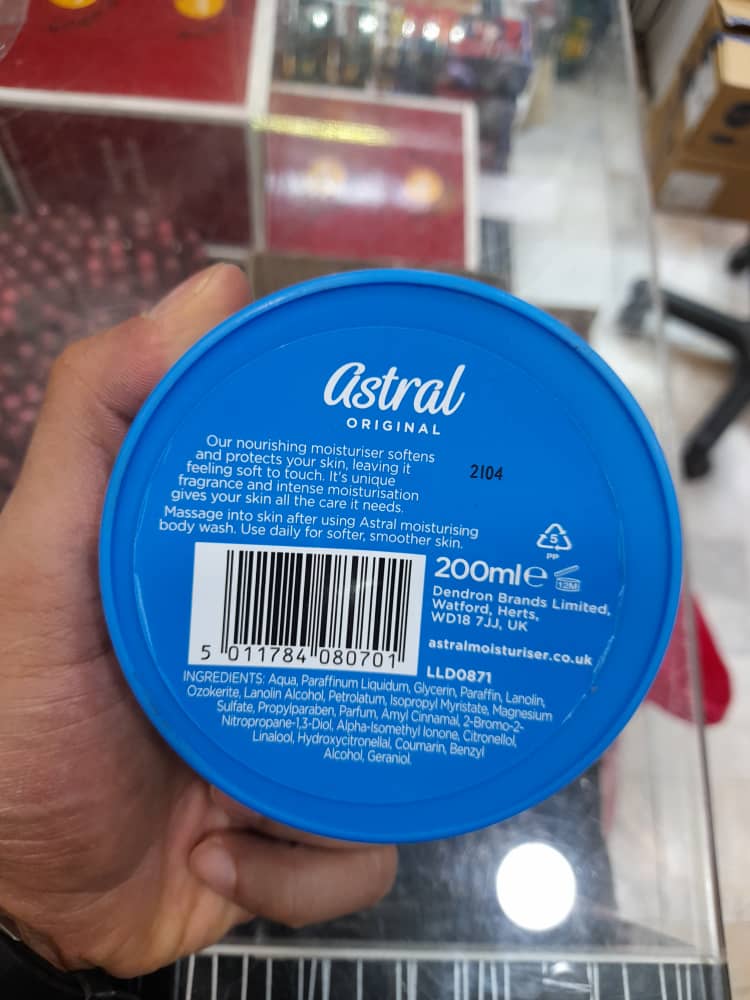 astral
ORIGINAL
Our nourishing moisturiser softens
and protects your skin, leaving it
feeling soft to touch. It's unique
fragrance and intense moisturisation
gives your skin all the care it needs.
2104
Massage into skin after using Astral moisturising
body wash. Use daily for softer, smoother skin.
5
PP
200ml℮
12M
Dendron Brands Limited,
Watford, Herts,
WD18 7JJ, UK
astralmoisturiser.co.uk
5 011784 080701
LLD0871
INGREDIENTS: Aqua, Paraffinum Liquidum, Glycerin, Paraffin, Lanolin,
Ozokerite, Lanolin Alcohol, Petrolatum, Isopropyl Myristate, Magnesium
Sulfate, Propylparaben, Parfum, Amyl Cinnamal, 2-Bromo-2-
Nitropropane-1,3-Diol, Alpha-Isomethyl Ionone, Citronellol,
Linalool, Hydroxycitronellal, Coumarin, Benzyl
Alcohol, Geraniol.